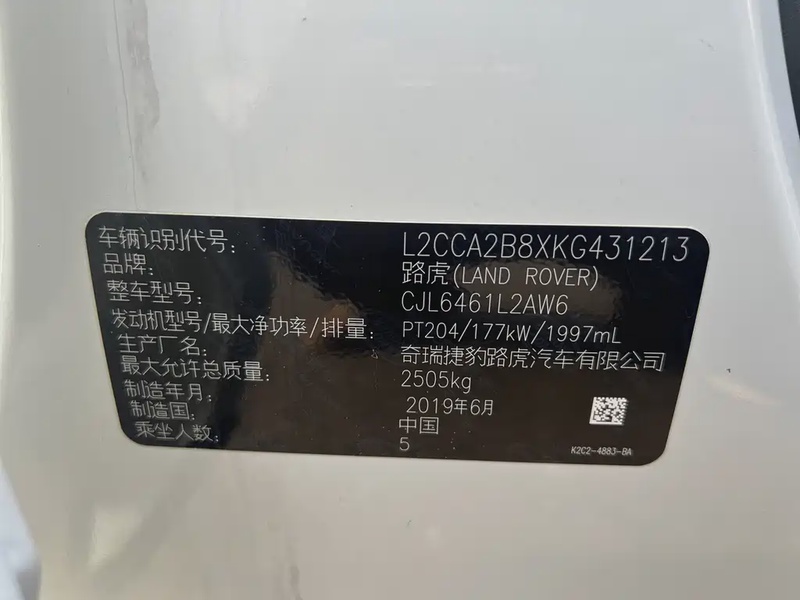 车辆识别代号: L2CCA2B8XKG431213
品牌: 路虎(LAND ROVER)
整车型号: CJL6461L2AW6
发动机型号/最大净功率/排量: PT204/177kW/1997mL
生产厂名: 奇瑞捷豹路虎汽车有限公司
最大允许总质量: 2505kg
制造年月: 2019年6月
制造国: 中国
乘坐人数: 5
K2C2-4883-BA